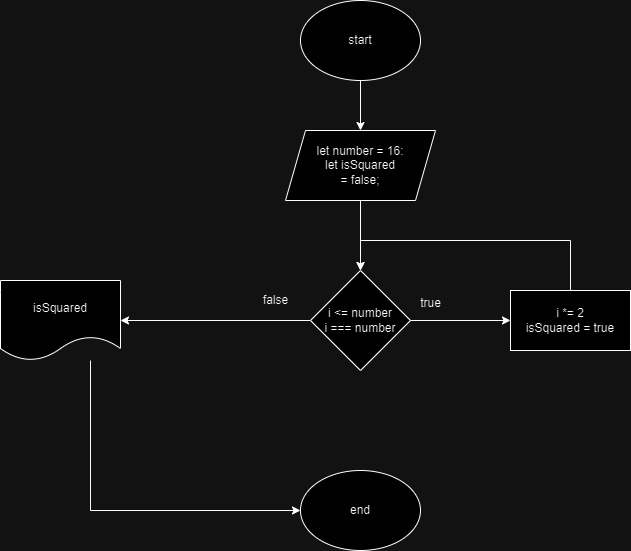 start
let number = 16:
let isSquared
= false;
false
true
isSquared
i <= number
i === number
i *= 2
isSquared = true
end